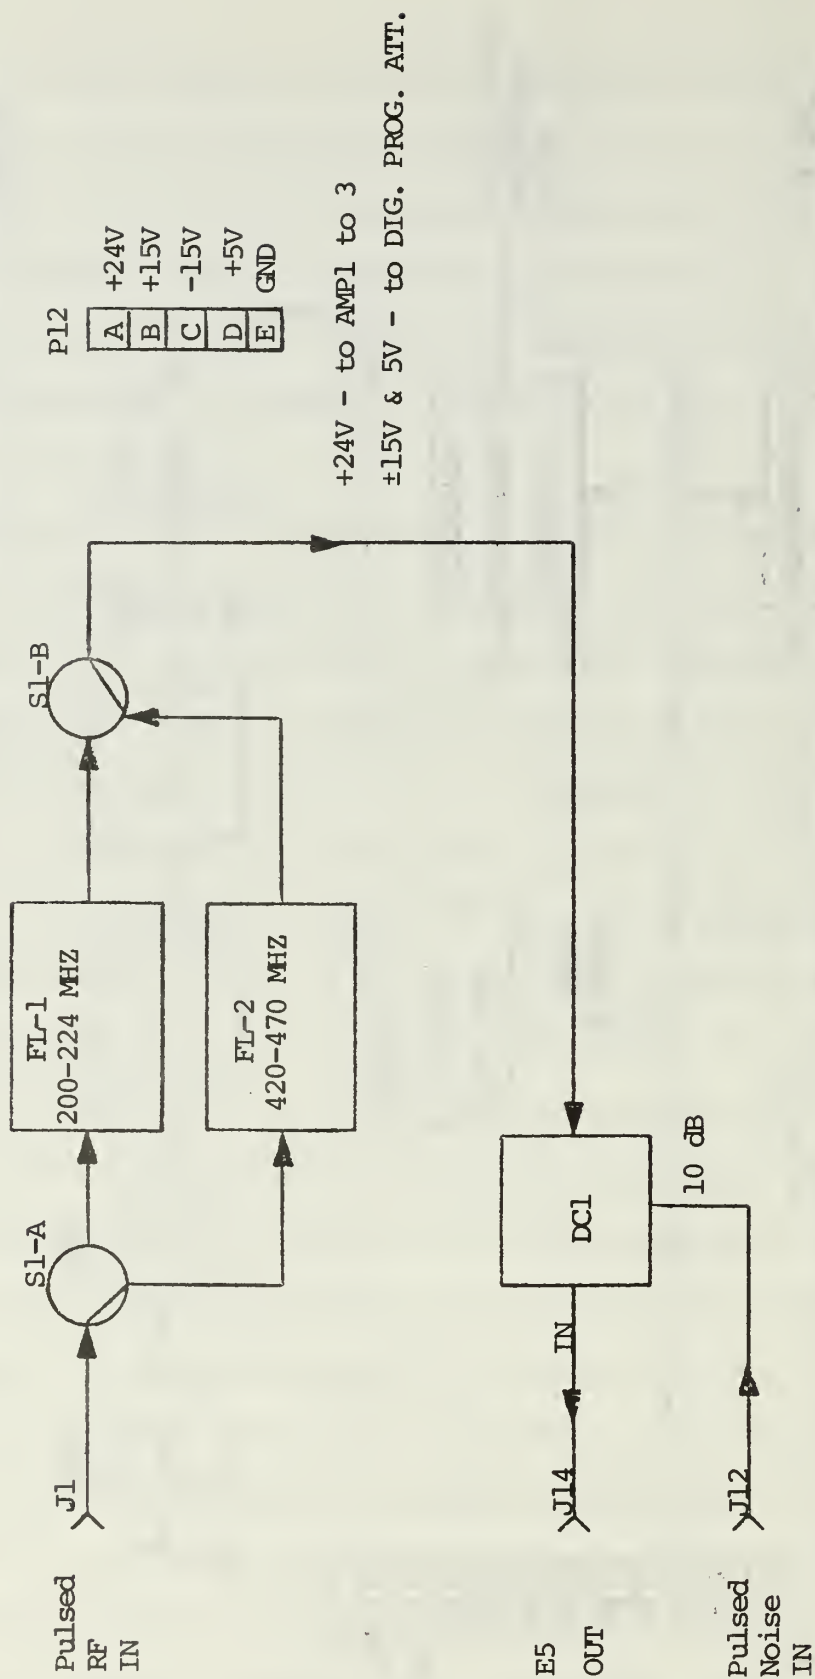 Pulsed
RF
IN
J1
S1-A
FL-1
200-224 MHZ
FL-2
420-470 MHZ
S1-B
P12
A +24V
B +15V
C -15V
D +5V
E GND
+24V - to AMP1 to 3
±15V & 5V - to DIG. PROG. ATT.
E5
OUT
J14
IN
DC1
10 dB
Pulsed
Noise
IN
J12